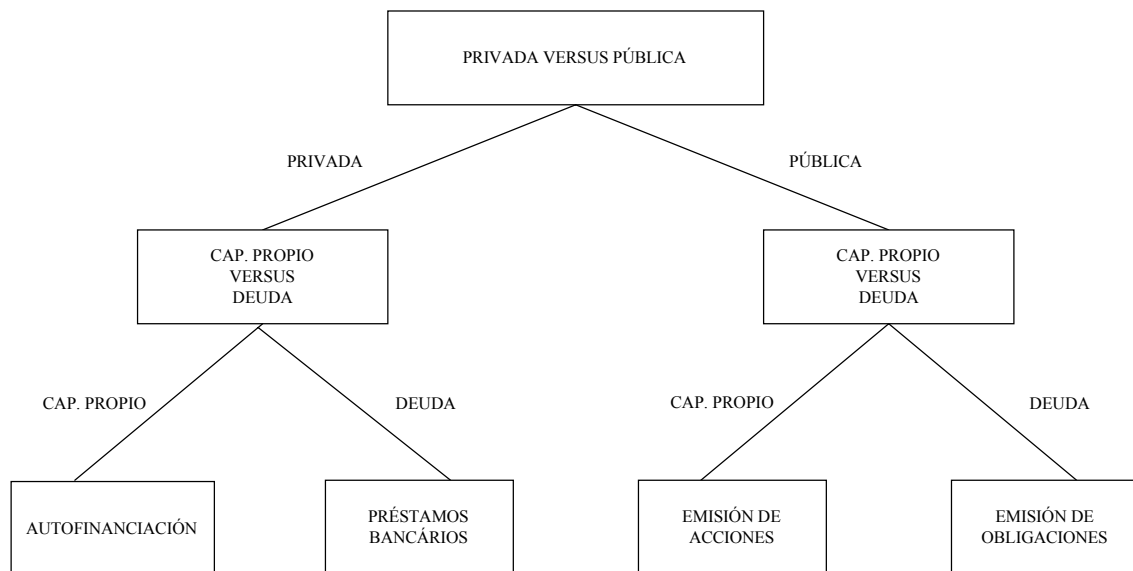 PRIVADA VERSUS PÚBLICA
PRIVADA
PÚBLICA
CAP. PROPIO
VERSUS
DEUDA
CAP. PROPIO
VERSUS
DEUDA
CAP. PROPIO
DEUDA
CAP. PROPIO
DEUDA
AUTOFINANCIACIÓN
PRÉSTAMOS
BANCÁRIOS
EMISIÓN DE
ACCIONES
EMISIÓN DE
OBLIGACIONES